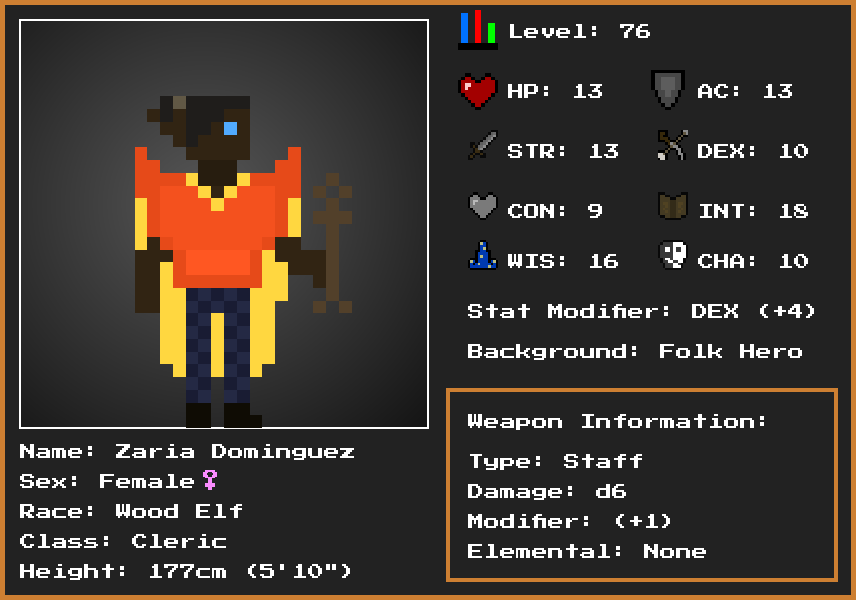 Level: 76
HP: 13 AC: 13
STR: 13 DEX: 10
CON: 9 INT: 18
WIS: 16 CHA: 10
Stat Modifier: DEX (+4)
Background: Folk Hero
Weapon Information:
Type: Staff
Damage: d6
Modifier: (+1)
Elemental: None
Name: Zaria Dominguez
Sex: Female♀
Race: Wood Elf
Class: Cleric
Height: 177cm (5'10")